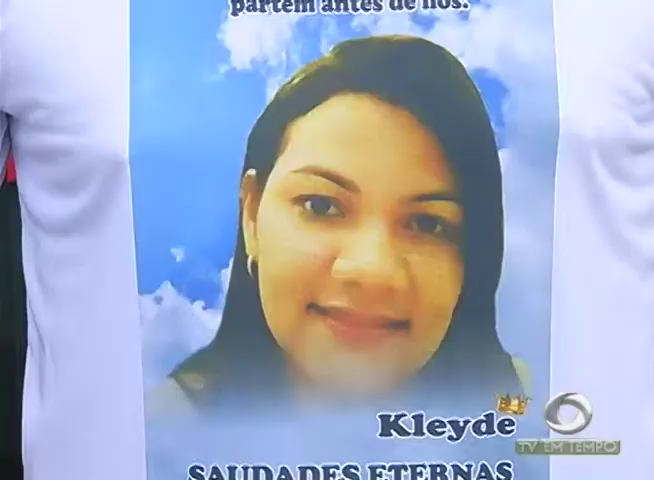 partem antes de nós.
Kleyde
TV EM TEMPO
SAUDADES ETERNAS